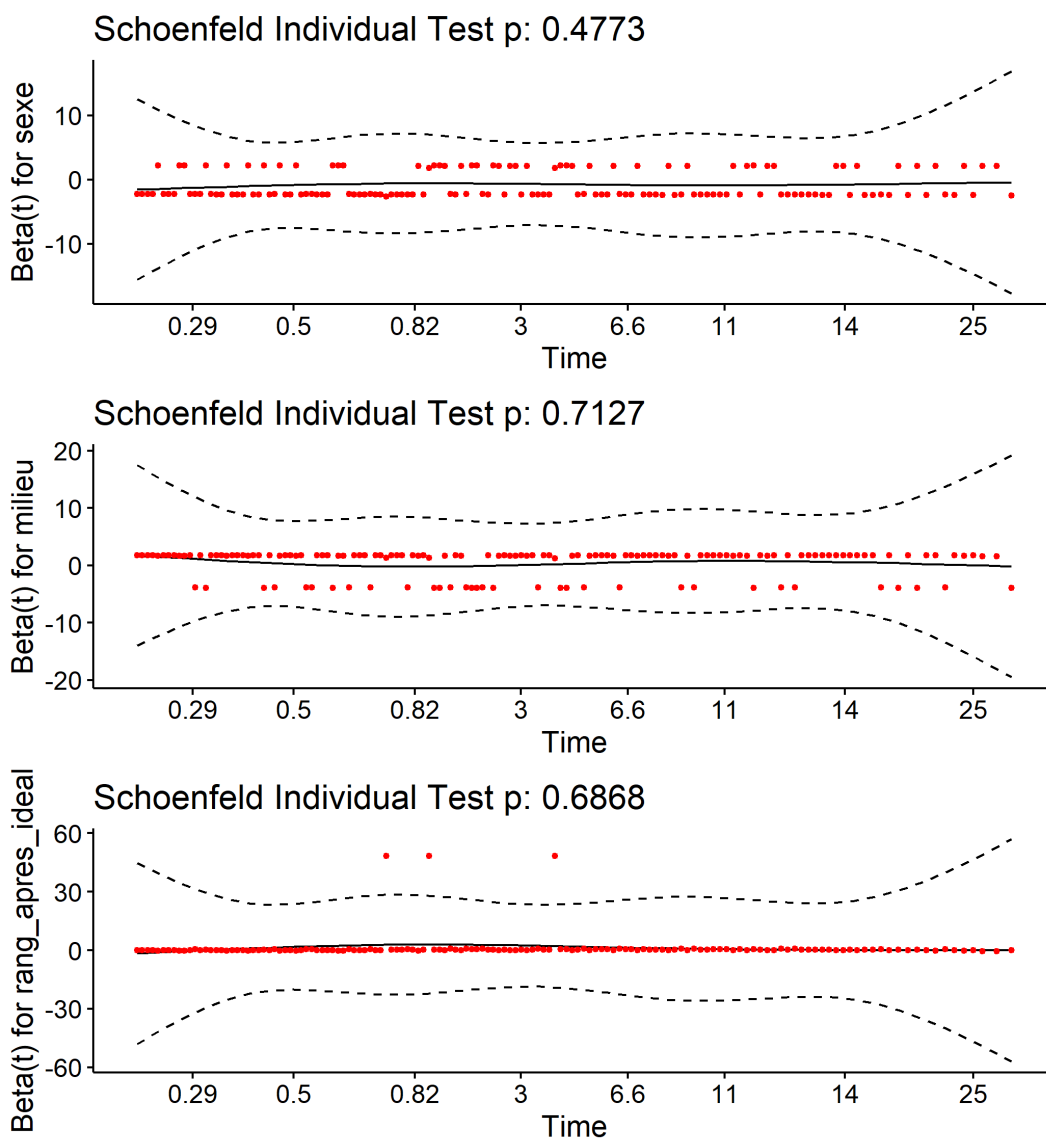 Schoenfeld Individual Test p: 0.4773
Beta(t) for sexe
10
0
-10
0.29 0.5 0.82 3 6.6 11 14 25
Time
Schoenfeld Individual Test p: 0.7127
Beta(t) for milieu
20
10
0
-10
-20
0.29 0.5 0.82 3 6.6 11 14 25
Time
Schoenfeld Individual Test p: 0.6868
Beta(t) for rang_apres_ideal
60
30
0
-30
-60
0.29 0.5 0.82 3 6.6 11 14 25
Time